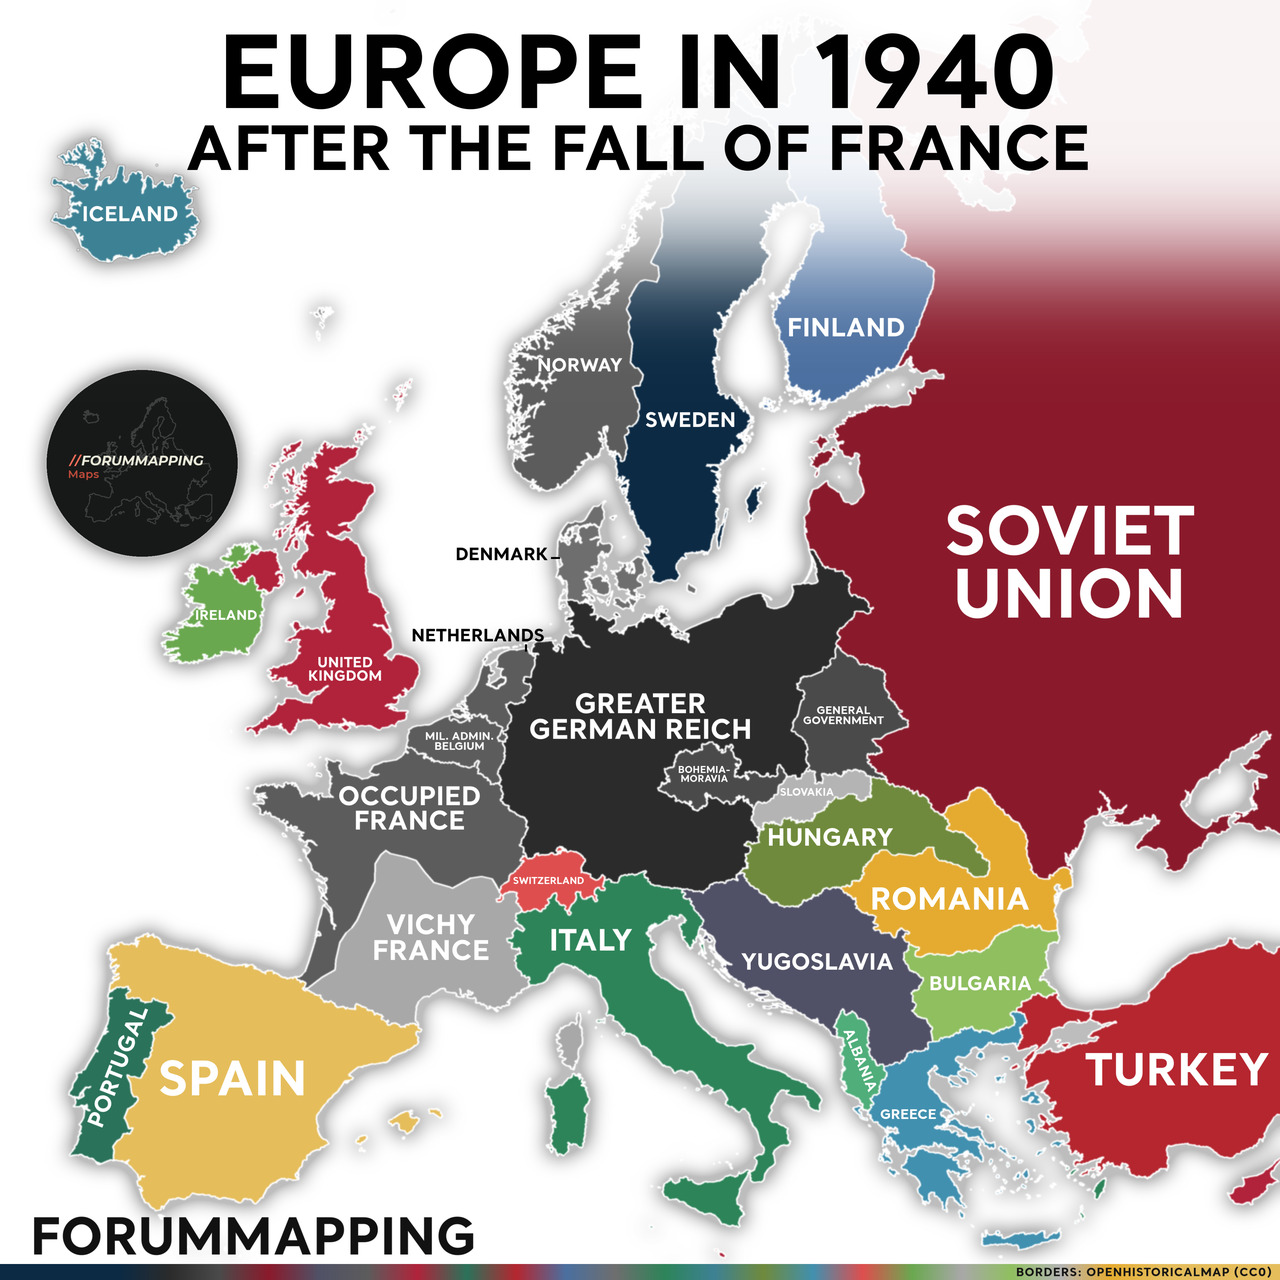 EUROPE IN 1940
AFTER THE FALL OF FRANCE
ICELAND
FINLAND
NORWAY
SWEDEN
//FORUMMAPPING
Maps
SOVIET
UNION
DENMARK
IRELAND
NETHERLANDS
UNITED
KINGDOM
GREATER
GERMAN REICH
GENERAL
GOVERNMENT
MIL. ADMIN.
BELGIUM
BOHEMIA-
MORAVIA
SLOVAKIA
OCCUPIED
FRANCE
HUNGARY
SWITZERLAND
ROMANIA
VICHY
FRANCE
ITALY
YUGOSLAVIA
BULGARIA
ALBANIA
PORTUGAL
SPAIN
TURKEY
GREECE
FORUMMAPPING
BORDERS: OPENHISTORICALMAP (CC0)